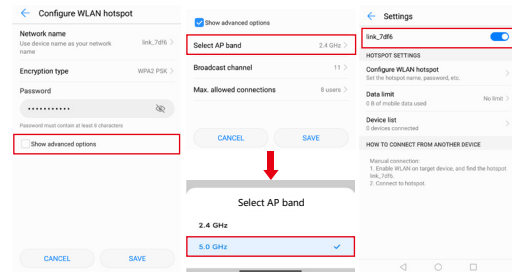 Configure WLAN hotspot
Network name
Use device name as your network
name
link_7df6
Encryption type
WPA2 PSK
Password
•••••••••••
Password must contain at least 8 characters
Show advanced options
CANCEL
SAVE
Show advanced options
Select AP band
2.4 GHz
Broadcast channel
11
Max. allowed connections
8 users
CANCEL
SAVE
Select AP band
2.4 GHz
5.0 GHz
Settings
link_7df6
HOTSPOT SETTINGS
Configure WLAN hotspot
Set the hotspot name, password, etc.
Data limit
0 B of mobile data used
No limit
Device list
0 devices connected
HOW TO CONNECT FROM ANOTHER DEVICE
Manual connection:
1. Enable WLAN on target device, and find the hotspot
link_7df6.
2. Connect to hotspot.